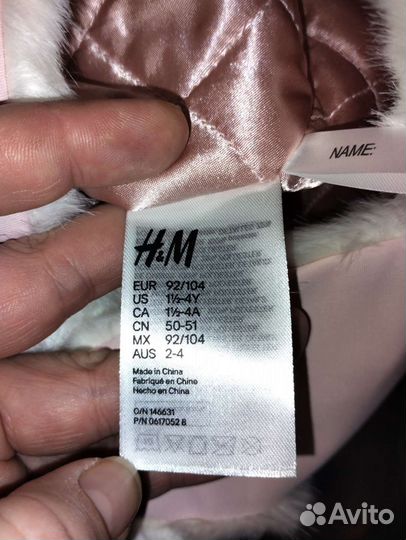 NAME:
H&M
EUR 92/104
US 1½-4Y
CA 1½-4A
CN 50-51
MX 92/104
AUS 2-4
Made in China
Fabriqué en Chine
Hecho en China
O/N 146631
P/N 0617052 8
Avito